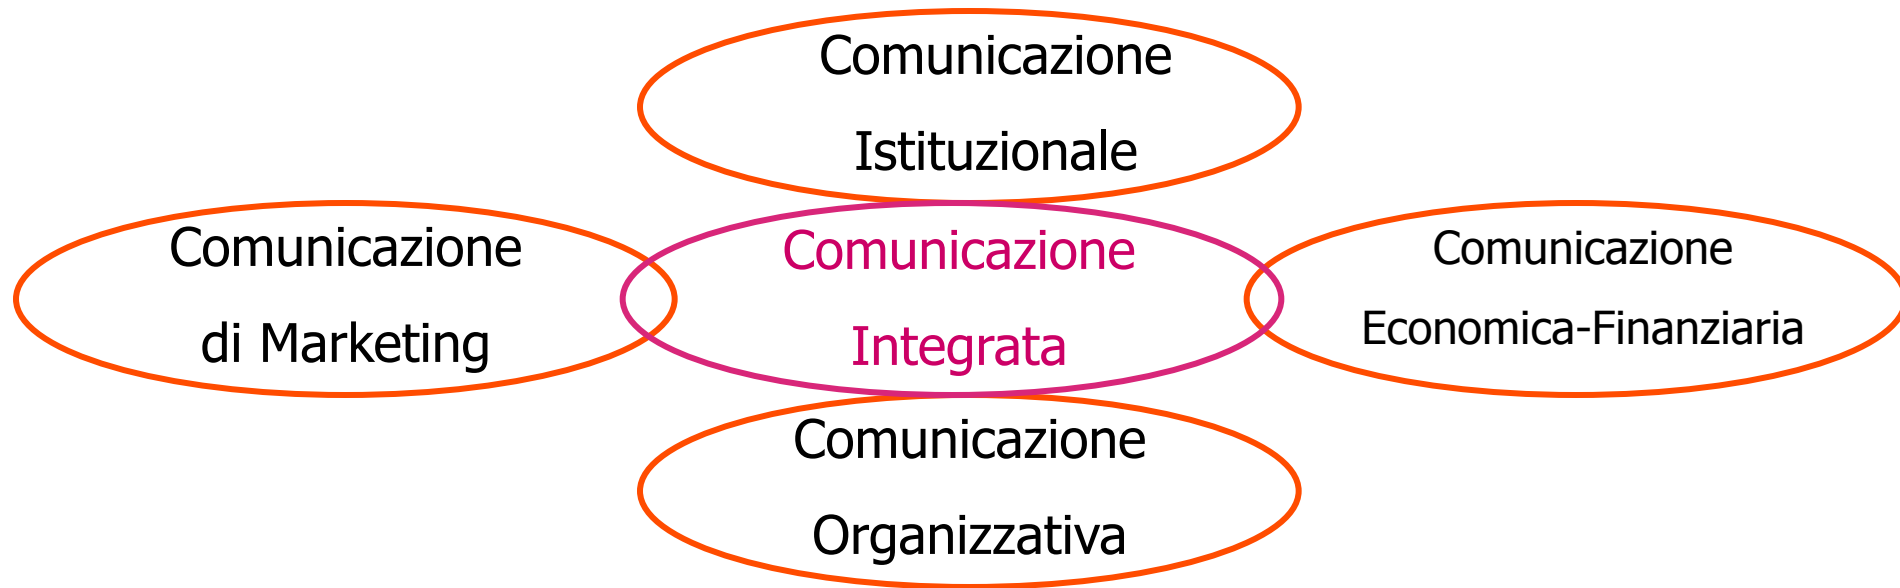 Comunicazione
Istituzionale
Comunicazione
di Marketing
Comunicazione
Integrata
Comunicazione
Economica-Finanziaria
Comunicazione
Organizzativa